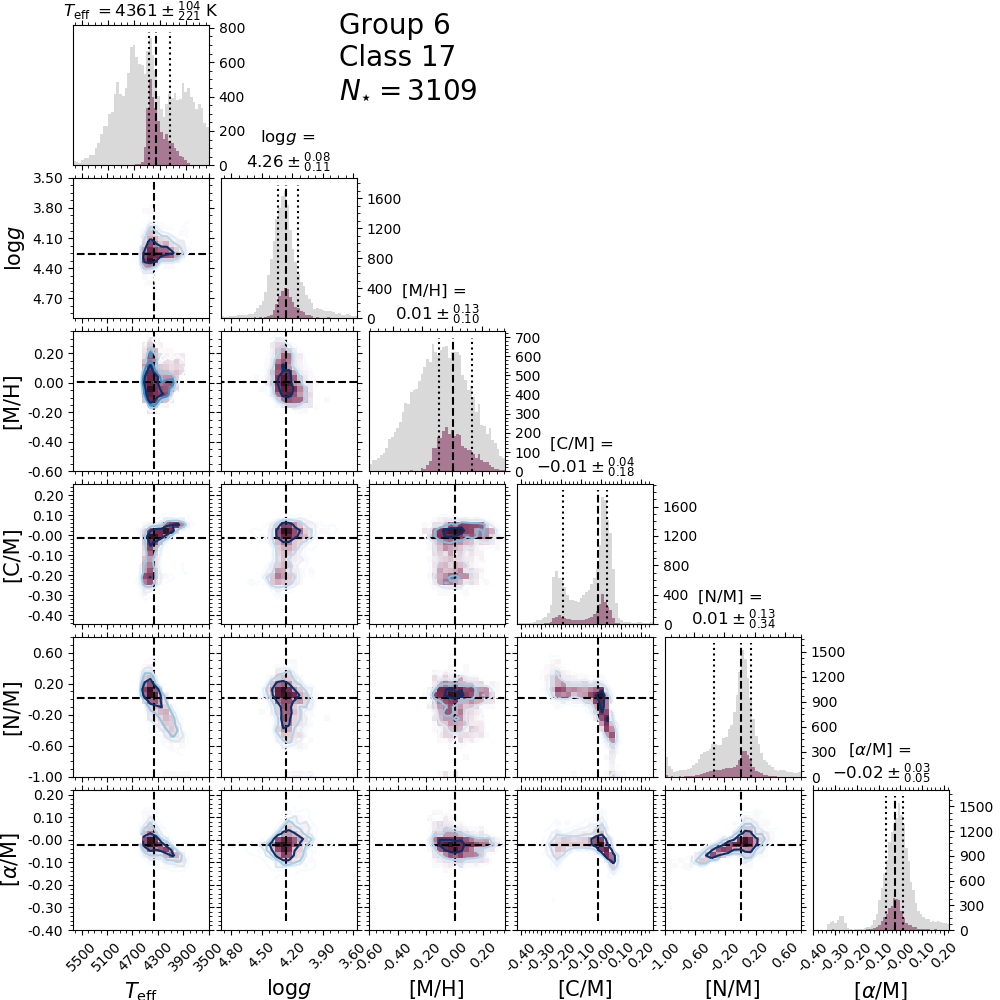 T_eff = 4361 ± 104 221 K
Group 6
Class 17
N⋆ = 3109
800
600
400
200
0
log g =
4.26 ± 0.08 0.11
3.50
3.80
4.10
4.40
4.70
log g
1600
1200
800
400
0
[M/H] =
0.01 ± 0.13 0.10
0.20
0.00
-0.20
-0.40
-0.60
[M/H]
700
600
500
400
300
200
100
0
[C/M] =
−0.01 ± 0.04 0.18
0.20
0.10
-0.00
-0.10
-0.20
-0.30
-0.40
[C/M]
1600
1200
800
400
0
[N/M] =
0.01 ± 0.13 0.34
0.60
0.20
-0.20
-0.60
-1.00
[N/M]
1500
1200
900
600
300
0
[α/M] =
−0.02 ± 0.03 0.05
0.20
0.10
-0.00
-0.10
-0.20
-0.30
-0.40
[α/M]
1500
1200
900
600
300
0
5500 5100 4700 4300 3900 3500
4.80 4.50 4.20 3.90 3.60
-0.60 -0.40 -0.20 0.00 0.20
-0.40 -0.30 -0.20 -0.10 -0.00 0.10 0.20
-1.00 -0.60 -0.20 0.20 0.60
-0.40 -0.30 -0.20 -0.10 -0.00 0.10 0.20
T_eff log g [M/H] [C/M] [N/M] [α/M]